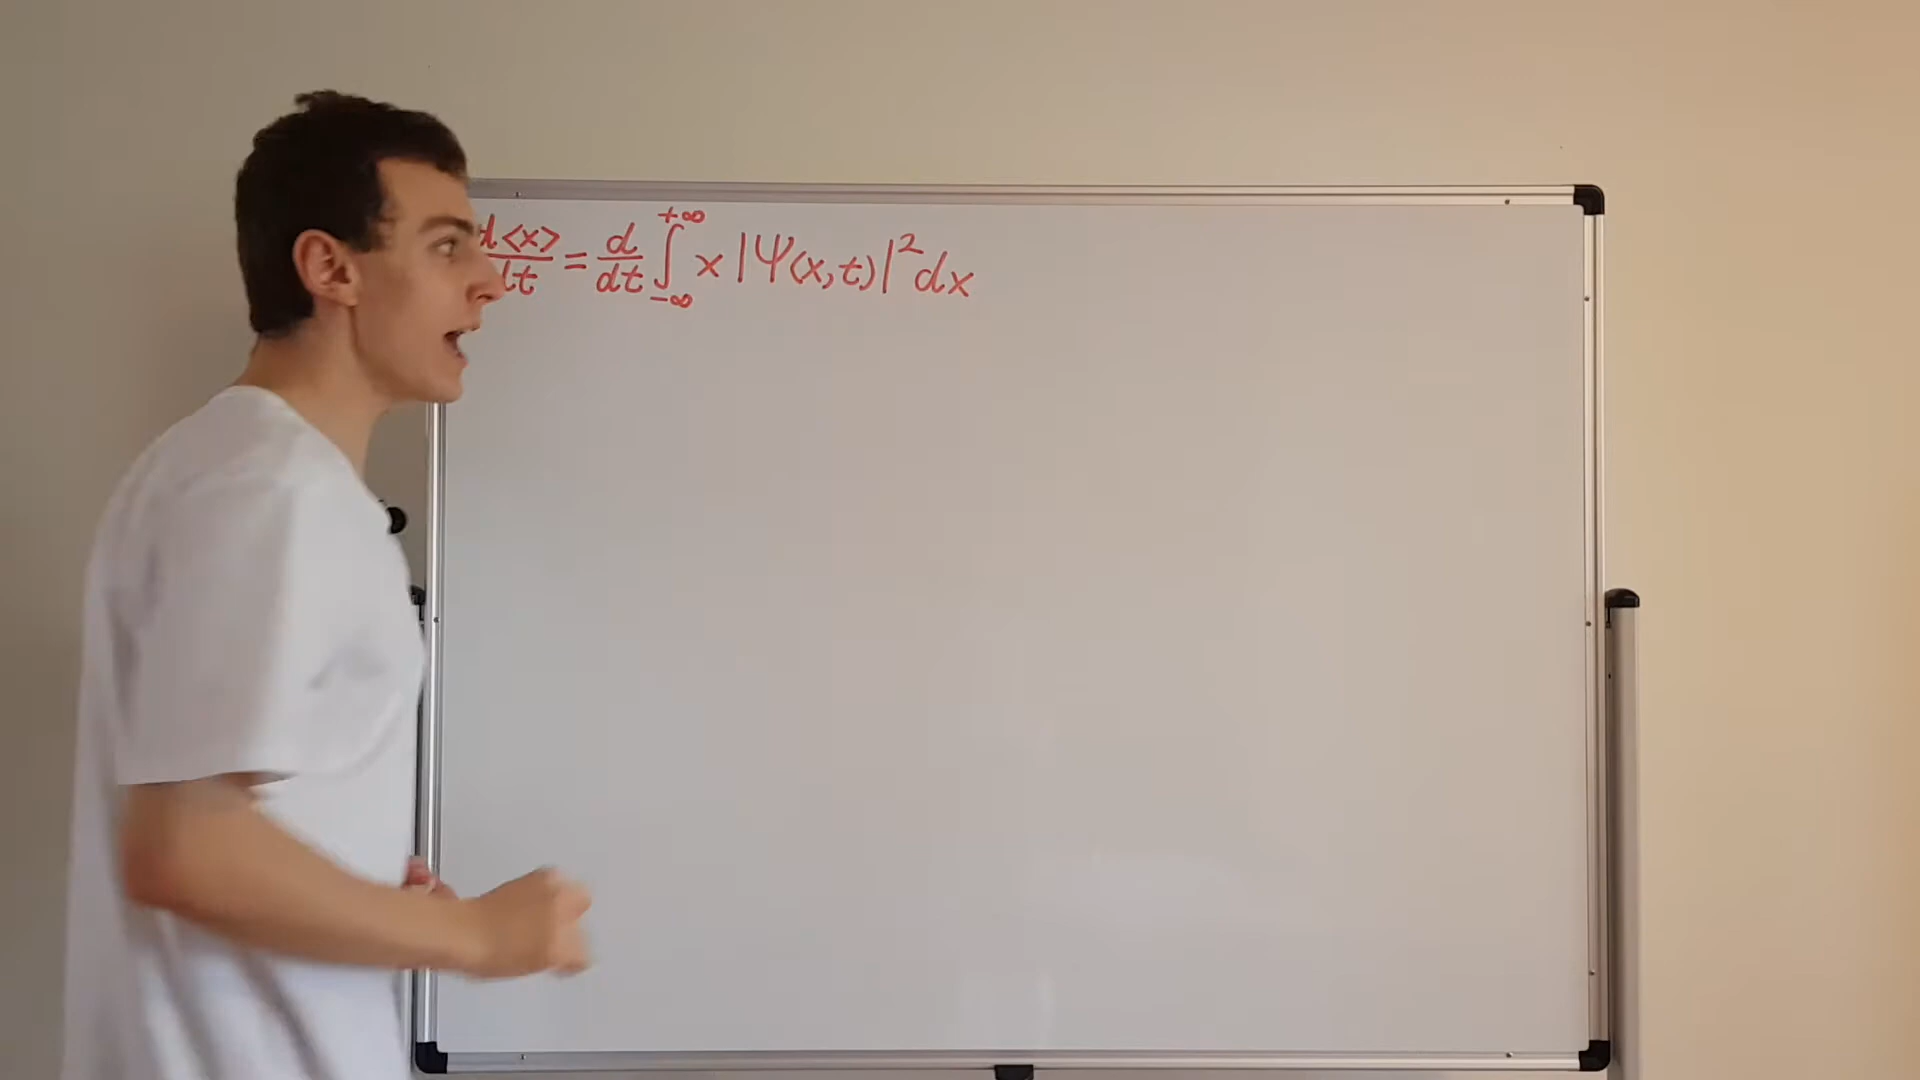 d<x>/dt = d/dt ∫_{-∞}^{+∞} x |Ψ(x,t)|² dx